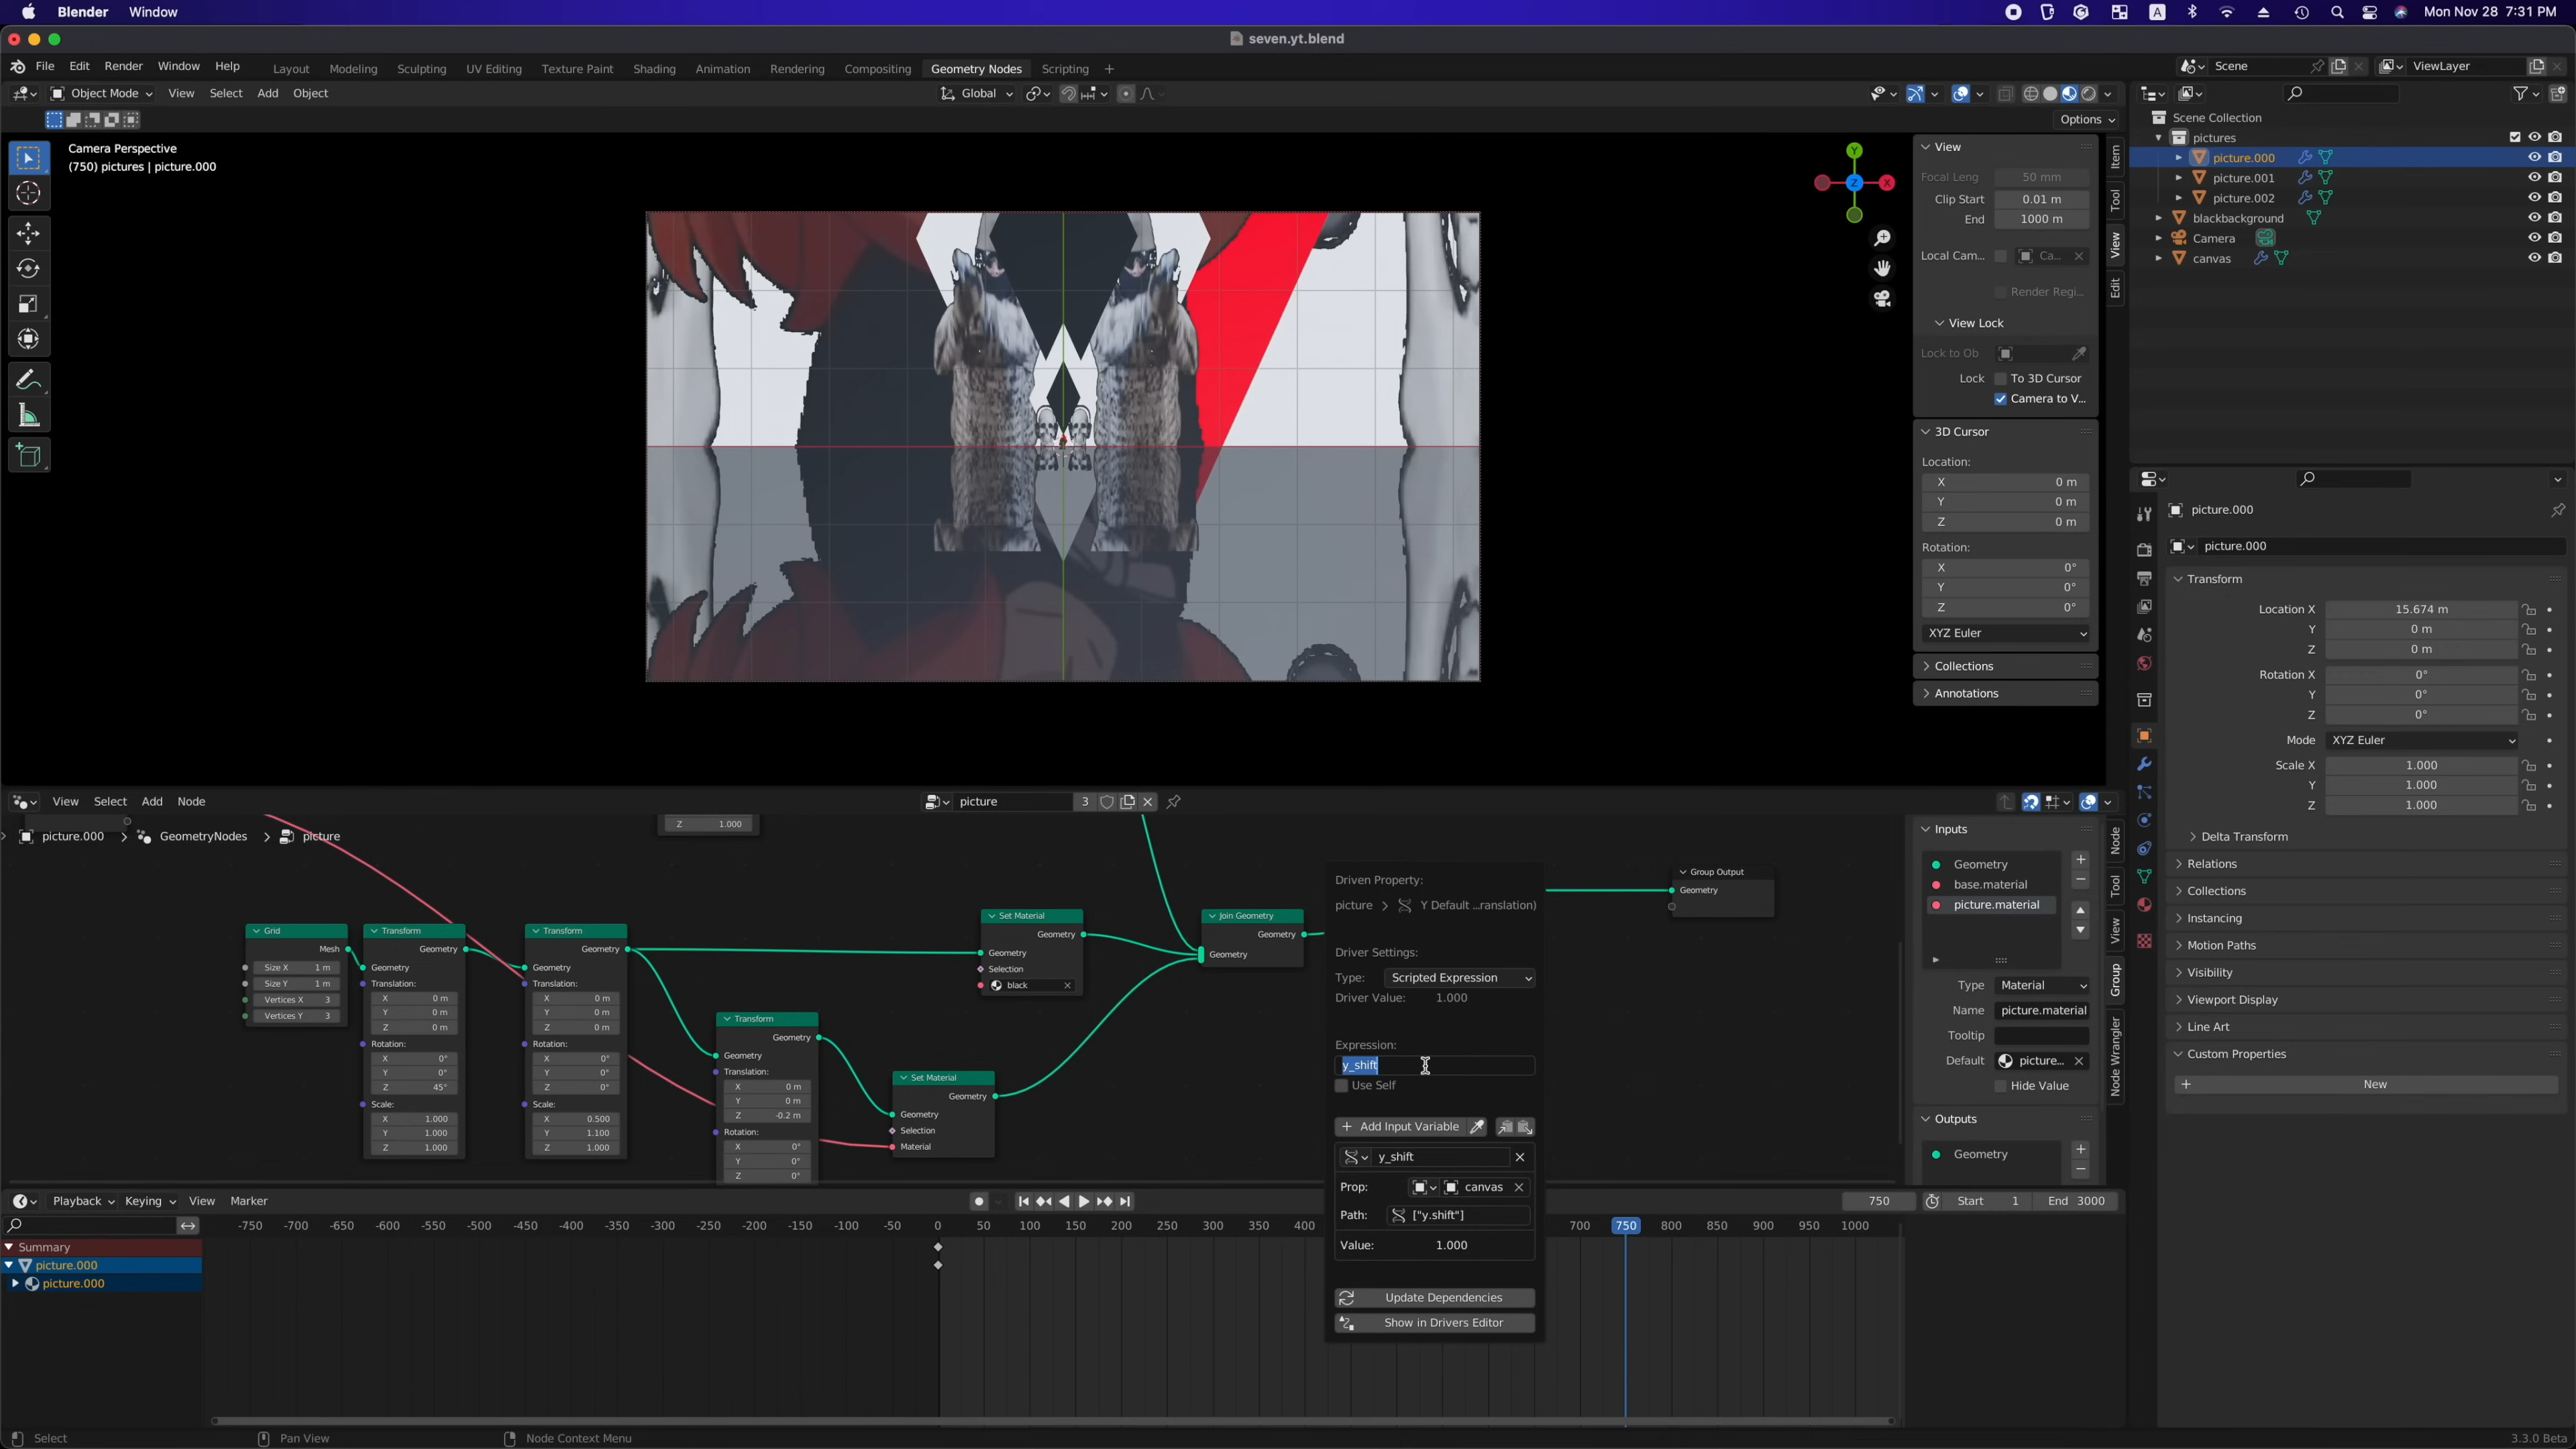 Blender Window
Mon Nov 28 7:31 PM
seven.yt.blend
File Edit Render Window Help
Layout Modeling Sculpting UV Editing Texture Paint Shading Animation Rendering Compositing Geometry Nodes Scripting +
Scene
ViewLayer
Object Mode View Select Add Object
Global
Options
Camera Perspective
(750) pictures | picture.000
Y
X
Z
View
Focal Leng 50 mm
Clip Start 0.01 m
End 1000 m
Local Cam... Ca...
Render Regi...
View Lock
Lock to Ob
Lock To 3D Cursor
Camera to V...
3D Cursor
Location:
X 0 m
Y 0 m
Z 0 m
Rotation:
X 0°
Y 0°
Z 0°
XYZ Euler
Collections
Annotations
Item
Tool
View
Edit
Scene Collection
pictures
picture.000
picture.001
picture.002
blackbackground
Camera
canvas
picture.000
picture.000
Transform
Location X 15.674 m
Y 0 m
Z 0 m
Rotation X 0°
Y 0°
Z 0°
Mode XYZ Euler
Scale X 1.000
Y 1.000
Z 1.000
Delta Transform
Relations
Collections
Instancing
Motion Paths
Visibility
Viewport Display
Line Art
Custom Properties
+ New
View Select Add Node
picture 3
picture.000 > GeometryNodes > picture
Z 1.000
Grid
Mesh
Size X 1 m
Size Y 1 m
Vertices X 3
Vertices Y 3
Transform
Geometry
Geometry
Translation:
X 0 m
Y 0 m
Z 0 m
Rotation:
X 0°
Y 0°
Z 45°
Scale:
X 1.000
Y 1.000
Z 1.000
Transform
Geometry
Geometry
Translation:
X 0 m
Y 0 m
Z 0 m
Rotation:
X 0°
Y 0°
Z 0°
Scale:
X 0.500
Y 1.100
Z 1.000
Transform
Geometry
Geometry
Translation:
X 0 m
Y 0 m
Z -0.2 m
Rotation:
X 0°
Y 0°
Z 0°
Set Material
Geometry
Geometry
Selection
Material
Set Material
Geometry
Geometry
Selection
black
Join Geometry
Geometry
Geometry
Group Output
Geometry
Driven Property:
picture > Y Default ...ranslation)
Driver Settings:
Type: Scripted Expression
Driver Value: 1.000
Expression:
y_shift
Use Self
+ Add Input Variable
y_shift
Prop: canvas
Path: ["y.shift"]
Value: 1.000
Update Dependencies
Show in Drivers Editor
Inputs
Geometry
base.material
picture.material
Type Material
Name picture.material
Tooltip
Default picture...
Hide Value
Outputs
Geometry
Node
Tool
View
Group
Node Wrangler
Playback Keying View Marker
750 Start 1 End 3000
-750 -700 -650 -600 -550 -500 -450 -400 -350 -300 -250 -200 -150 -100 -50 0 50 100 150 200 250 300 350 400 700 750 800 850 900 950 1000
Summary
picture.000
picture.000
Select Pan View Node Context Menu
3.3.0 Beta